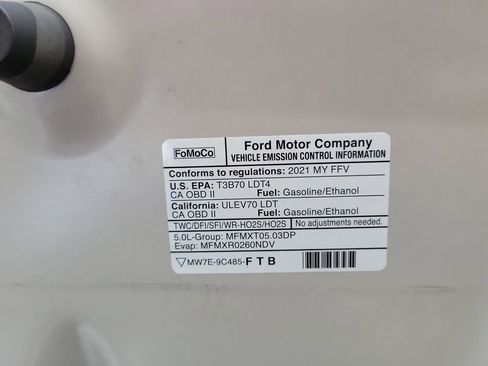 FoMoCo
Ford Motor Company
VEHICLE EMISSION CONTROL INFORMATION
Conforms to regulations: 2021 MY FFV
U.S. EPA: T3B70 LDT4
CA OBD II Fuel: Gasoline/Ethanol
California: ULEV70 LDT
CA OBD II Fuel: Gasoline/Ethanol
TWC/DFI/SFI/WR-HO2S/HO2S No adjustments needed.
5.0L-Group: MFMXT05.03DP
Evap: MFMXR0260NDV
MW7E-9C485-F T B